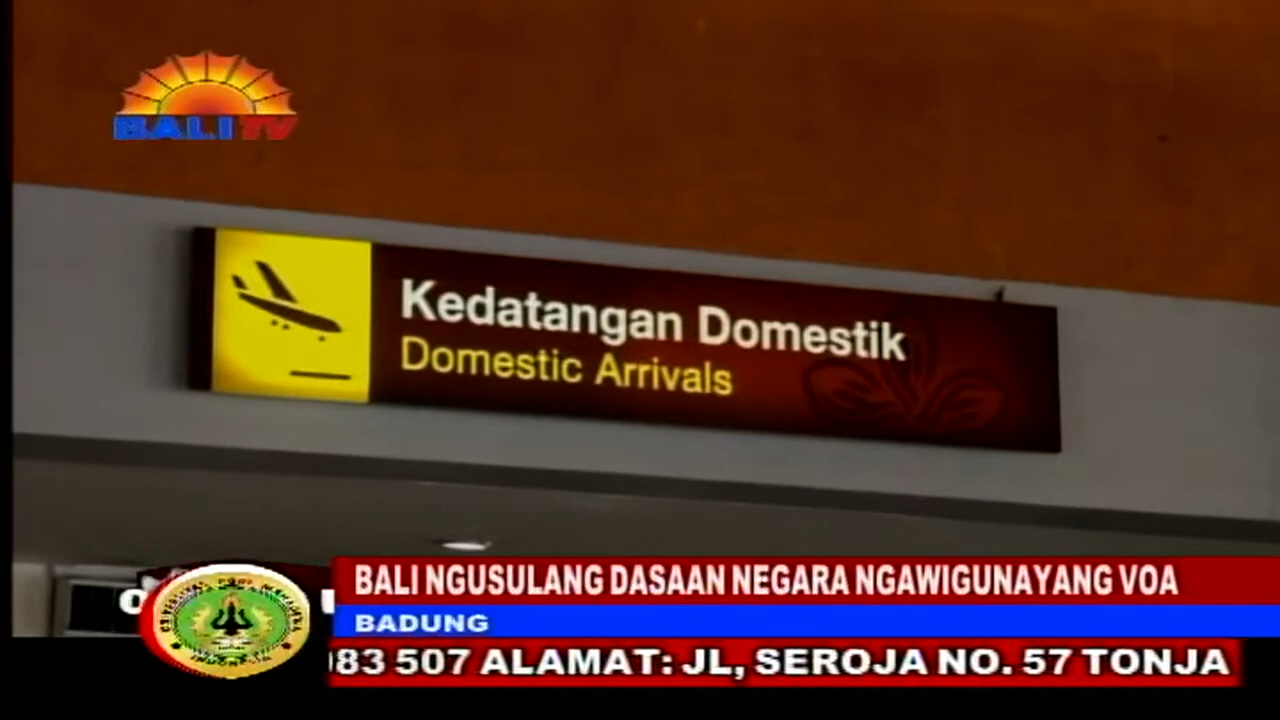 BALI TV
Kedatangan Domestik
Domestic Arrivals
BALI NGUSULANG DASAAN NEGARA NGAWIGUNAYANG VOA
BADUNG
83 507 ALAMAT: JL, SEROJA NO. 57 TONJA